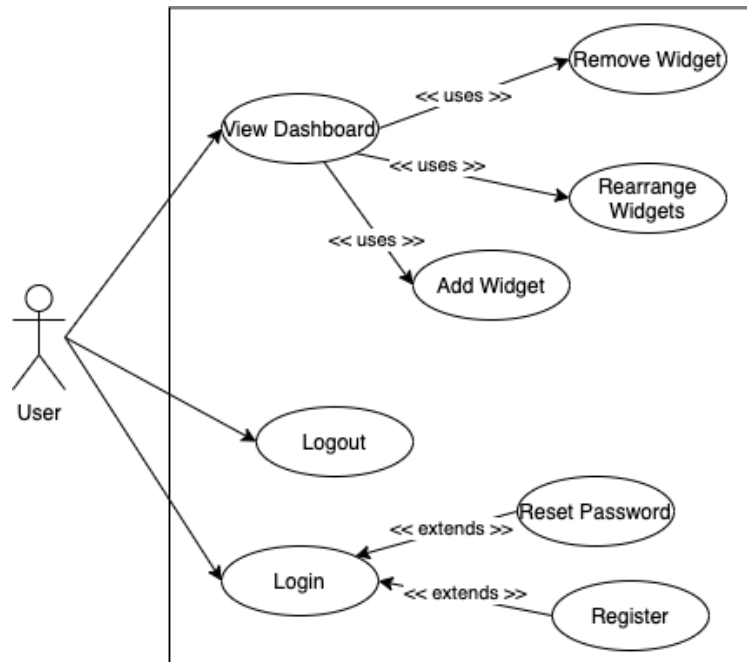 Remove Widget
<< uses >>
View Dashboard
<< uses >>
Rearrange
Widgets
<< uses >>
Add Widget
User
Logout
Reset Password
<< extends >>
Login
<< extends >>
Register